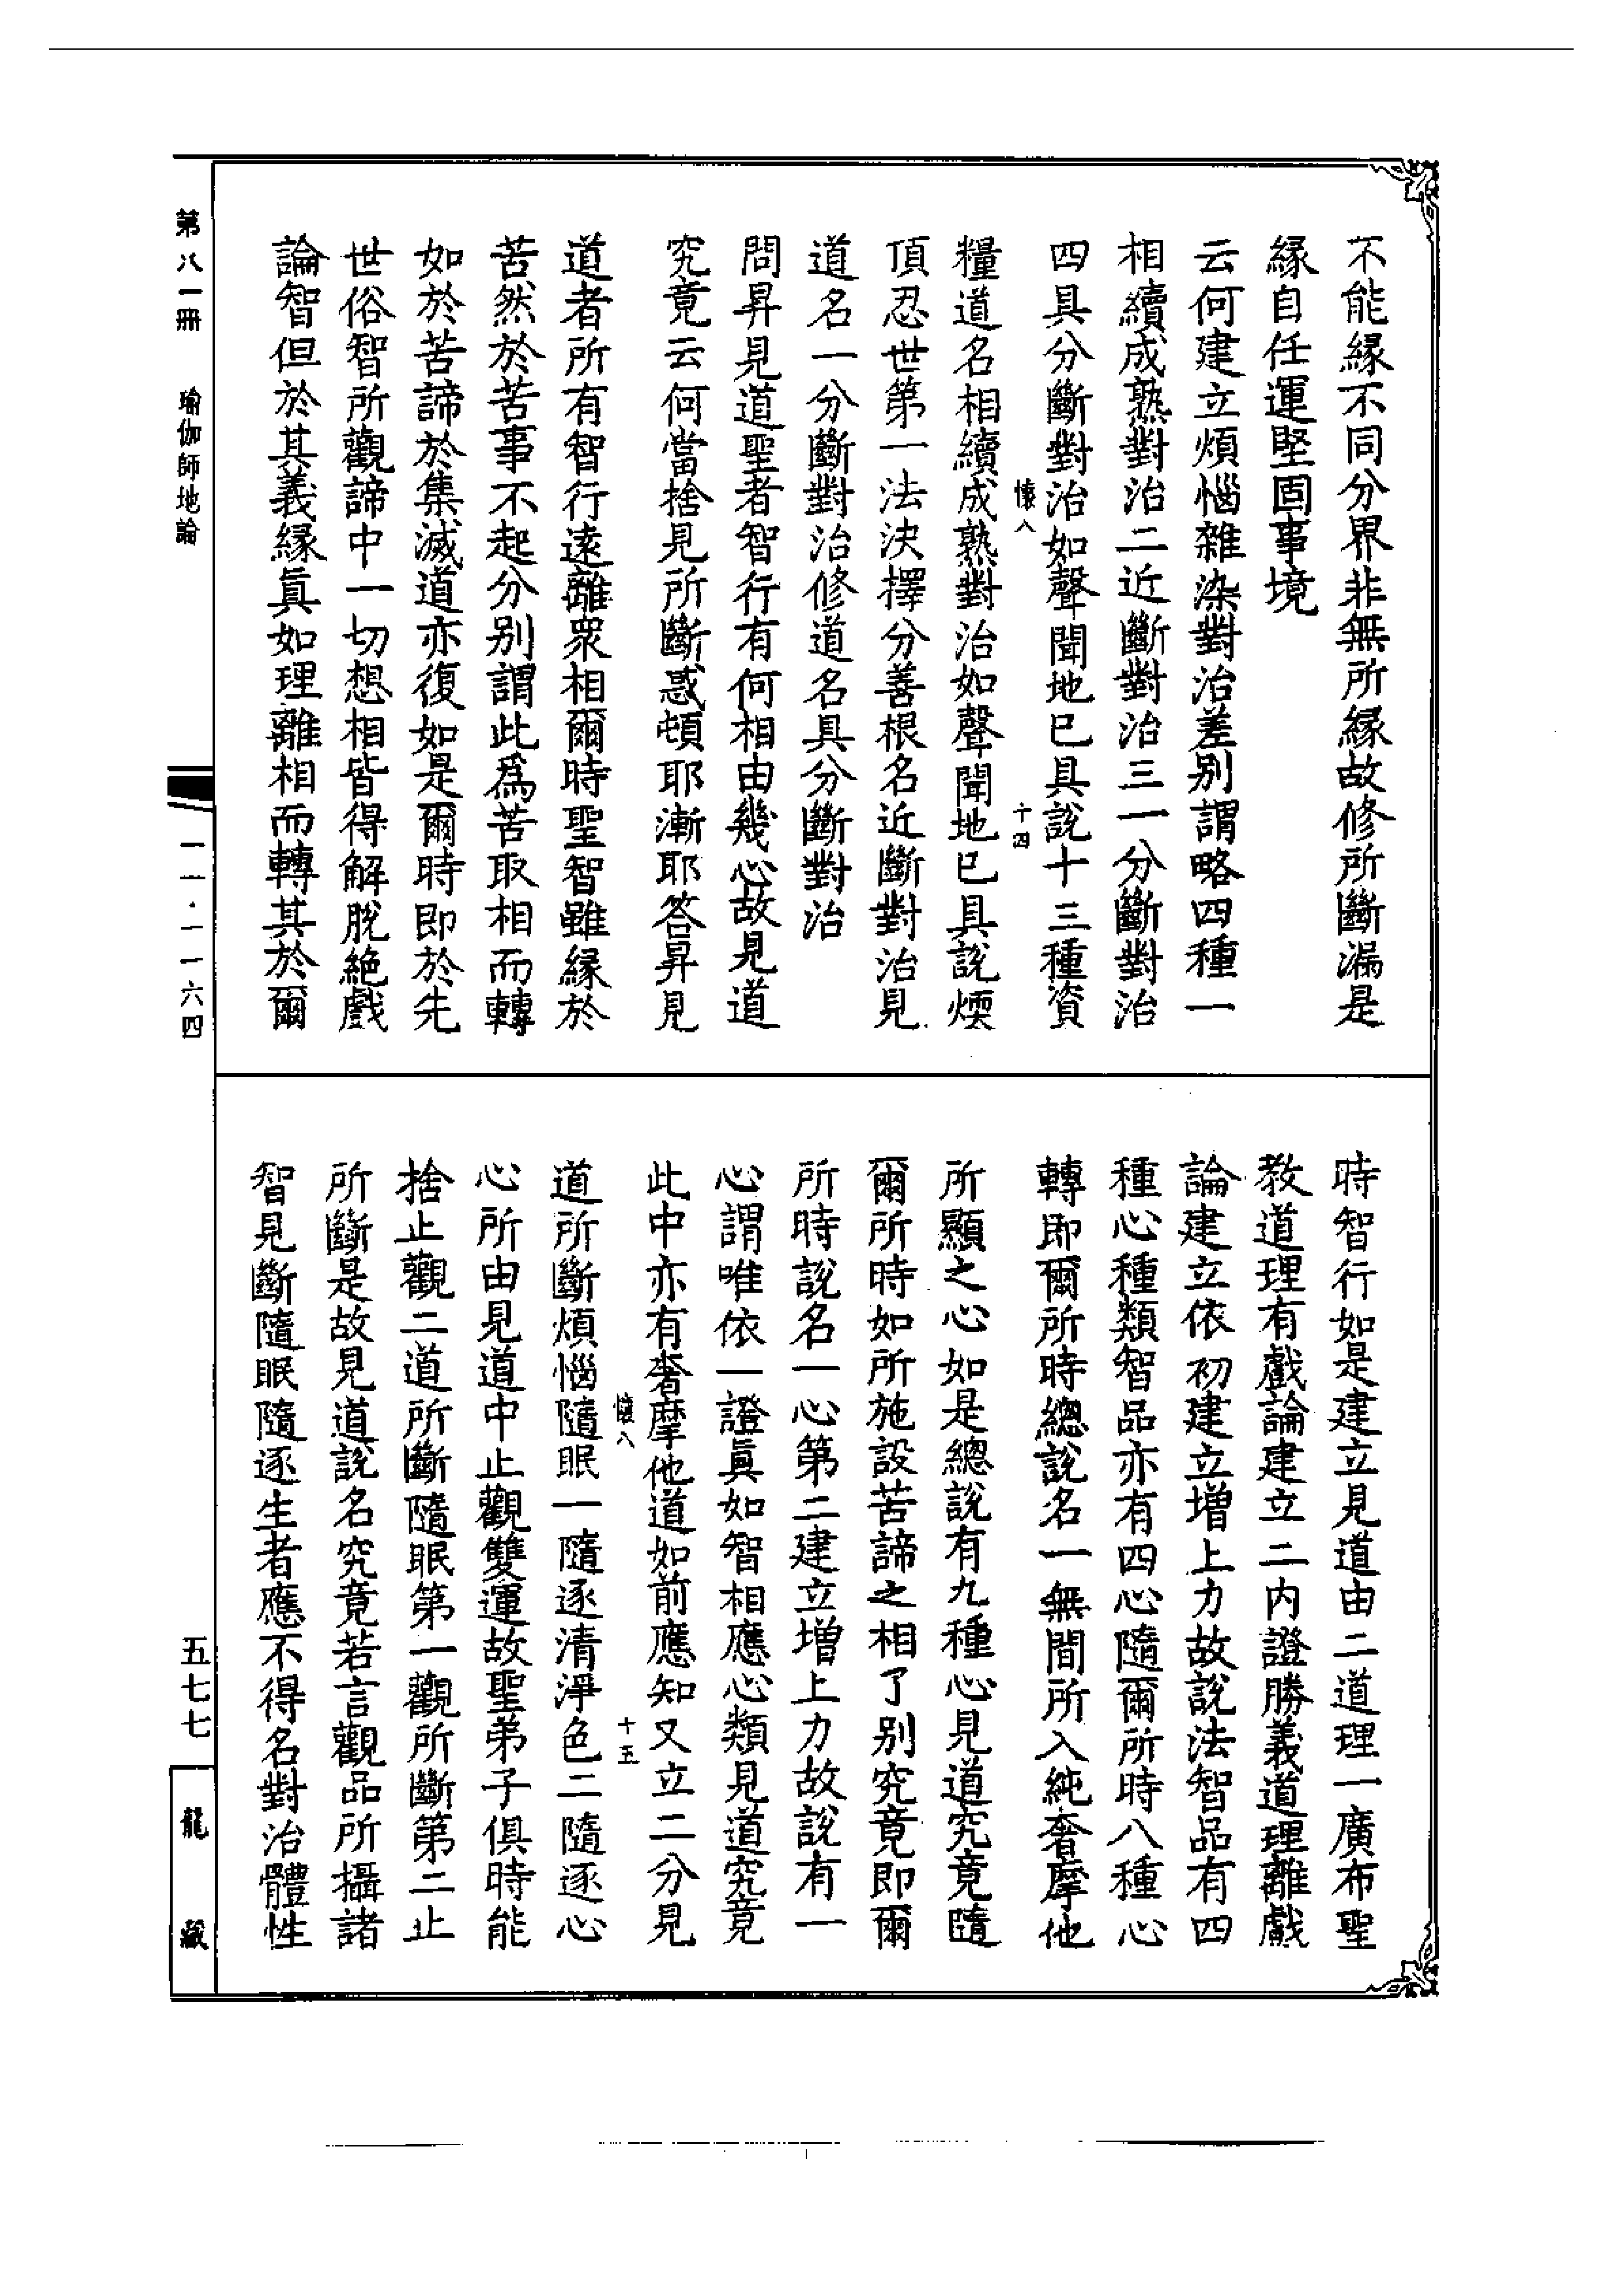 不能緣不同分界非無所緣故修所斷漏是
緣自任運堅固事境
云何建立煩惱雜染對治差别謂略四種一
相續成熟對治二近斷對治三一分斷對治
四具分斷對治如聲聞地已具說十三種資
懷八 十四
糧道名相續成熟對治如聲聞地已具說煗
頂忍世第一法決擇分善根名近斷對治見
道名一分斷對治修道名具分斷對治
問昇見道聖者智行有何相由幾心故見道
究竟云何當捨見所斷惑頓耶漸耶答昇見
道者所有智行遠離衆相爾時聖智雖緣於
苦然於苦事不起分别謂此爲苦取相而轉
如於苦諦於集滅道亦復如是爾時即於先
世俗智所觀諦中一切想相皆得解脫絶戲
論智但於其義緣眞如理離相而轉其於爾
時智行如是建立見道由二道理一廣布聖
教道理有戲論建立二内證勝義道理離戲
論建立依初建立增上力故說法智品有四
種心種類智品亦有四心隨爾所時八種心
轉即爾所時總說名一無間所入純奢摩他
所顯之心如是總說有九種心見道究竟隨
爾所時如所施設苦諦之相了别究竟即爾
所時說名一心第二建立增上力故說有一
心謂唯依一證眞如智相應心類見道究竟
此中亦有奢摩他道如前應知又立二分見
懷八 十五
道所斷煩惱隨眠一隨逐清淨色二隨逐心
心所由見道中止觀雙運故聖弟子俱時能
捨止觀二道所斷隨眠第一觀所斷第二止
所斷是故見道說名究竟若言觀品所攝諸
智見斷隨眠隨逐生者應不得名對治體性
第八一冊 瑜伽師地論 一一一·一一六四 五七七 龍藏